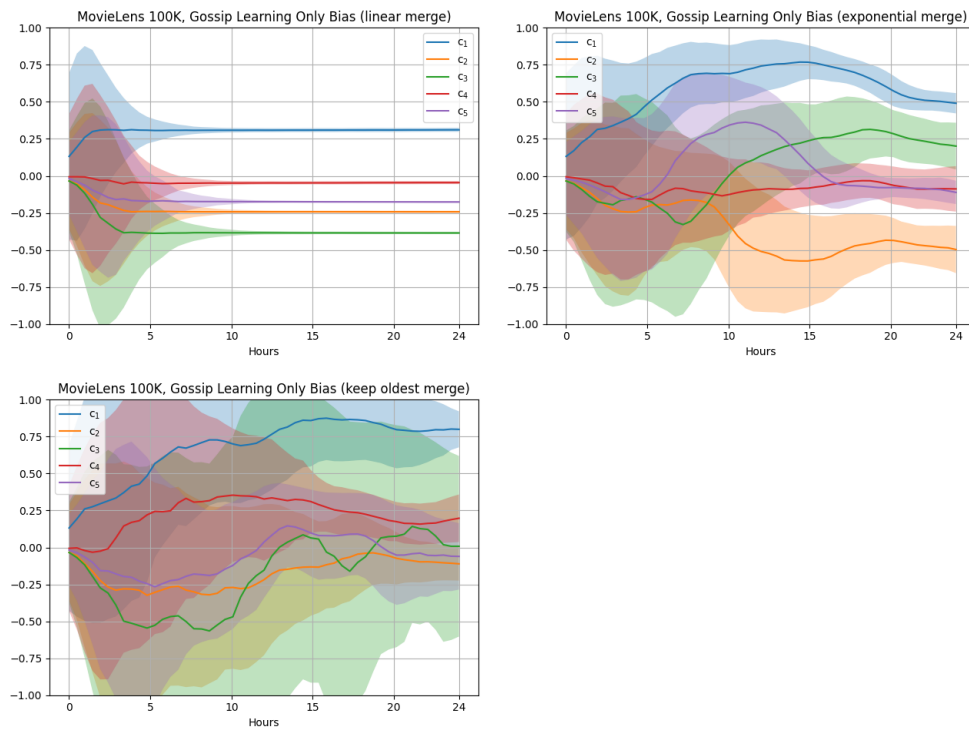 MovieLens 100K, Gossip Learning Only Bias (linear merge)
1.00
0.75
0.50
0.25
0.00
−0.25
−0.50
−0.75
−1.00
0 5 10 15 20 24
Hours
c₁
c₂
c₃
c₄
c₅
MovieLens 100K, Gossip Learning Only Bias (exponential merge)
1.00
0.75
0.50
0.25
0.00
−0.25
−0.50
−0.75
−1.00
0 5 10 15 20 24
Hours
c₁
c₂
c₃
c₄
c₅
MovieLens 100K, Gossip Learning Only Bias (keep oldest merge)
1.00
0.75
0.50
0.25
0.00
−0.25
−0.50
−0.75
−1.00
0 5 10 15 20 24
Hours
c₁
c₂
c₃
c₄
c₅